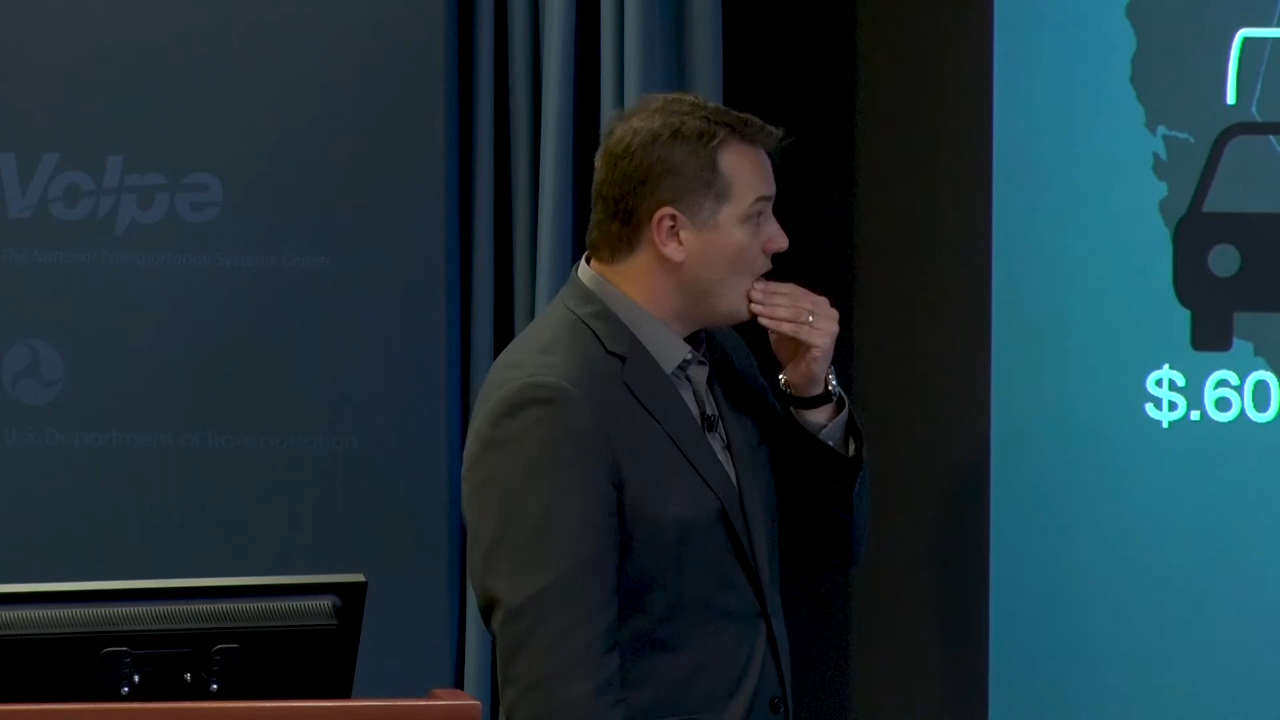 Volpe
The National Transportation Systems Center
U.S. Department of Transportation
$.60